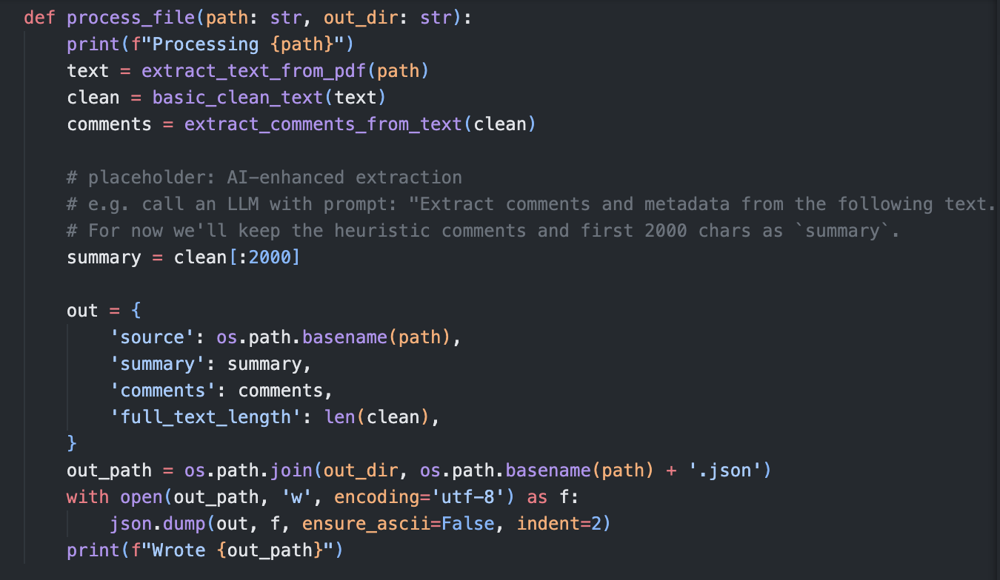 def process_file(path: str, out_dir: str):
    print(f"Processing {path}")
    text = extract_text_from_pdf(path)
    clean = basic_clean_text(text)
    comments = extract_comments_from_text(clean)

    # placeholder: AI-enhanced extraction
    # e.g. call an LLM with prompt: "Extract comments and metadata from the following text.
    # For now we'll keep the heuristic comments and first 2000 chars as `summary`.
    summary = clean[:2000]

    out = {
        'source': os.path.basename(path),
        'summary': summary,
        'comments': comments,
        'full_text_length': len(clean),
    }
    out_path = os.path.join(out_dir, os.path.basename(path) + '.json')
    with open(out_path, 'w', encoding='utf-8') as f:
        json.dump(out, f, ensure_ascii=False, indent=2)
    print(f"Wrote {out_path}")